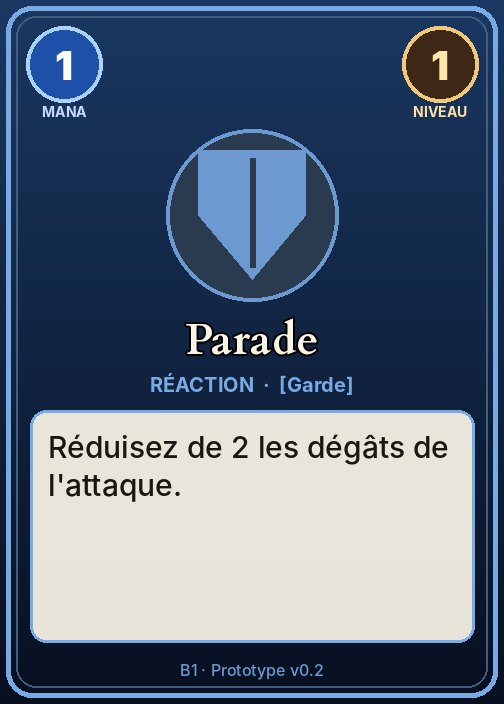 1
1
MANA
NIVEAU
Parade
RÉACTION · [Garde]
Réduisez de 2 les dégâts de
l'attaque.
B1· Prototype v0.2